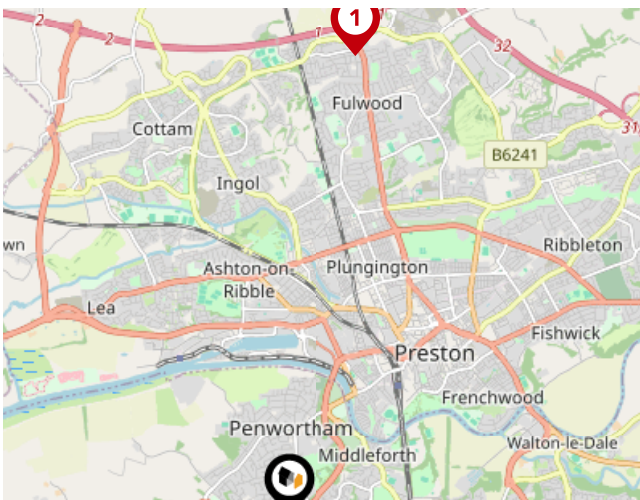 2
2
1
1
1
32
31
Fulwood
Cottam
B6241
Ingol
wn
Ribbleton
Ashton-on-
Ribble
Plungington
Lea
Fishwick
Preston
Frenchwood
Penwortham
Walton-le-Dale
Middleforth